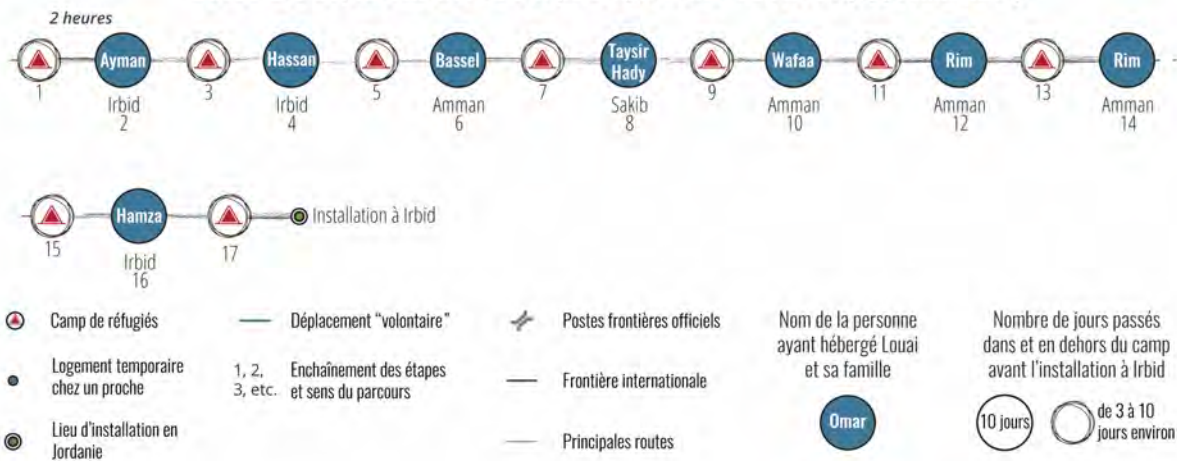 2 heures
Ayman
Hassan
Bassel
Taysir
Hady
Wafaa
Rim
Rim
1
Irbid
2
3
Irbid
4
5
Amman
6
7
Sakib
8
9
Amman
10
11
Amman
12
13
Amman
14
Hamza
Installation à Irbid
15
Irbid
16
17
Camp de réfugiés
Logement temporaire
chez un proche
Lieu d'installation en
Jordanie
Déplacement "volontaire"
1, 2,
3, etc.
Enchaînement des étapes
et sens du parcours
Postes frontières officiels
Frontière internationale
Principales routes
Nom de la personne
ayant hébergé Louai
et sa famille
Omar
Nombre de jours passés
dans et en dehors du camp
avant l'installation à Irbid
10 jours
de 3 à 10
jours environ